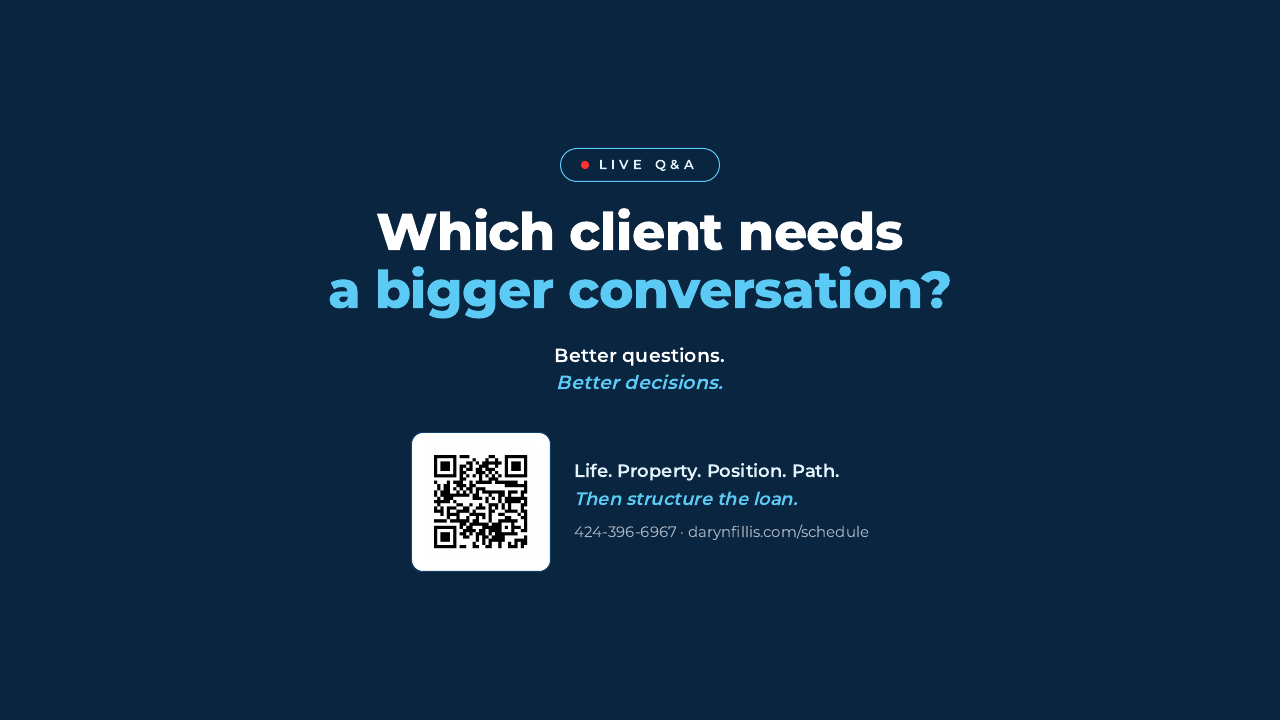 LIVE Q&A
Which client needs
a bigger conversation?
Better questions.
Better decisions.
Life. Property. Position. Path.
Then structure the loan.
424-396-6967 · darynfillis.com/schedule